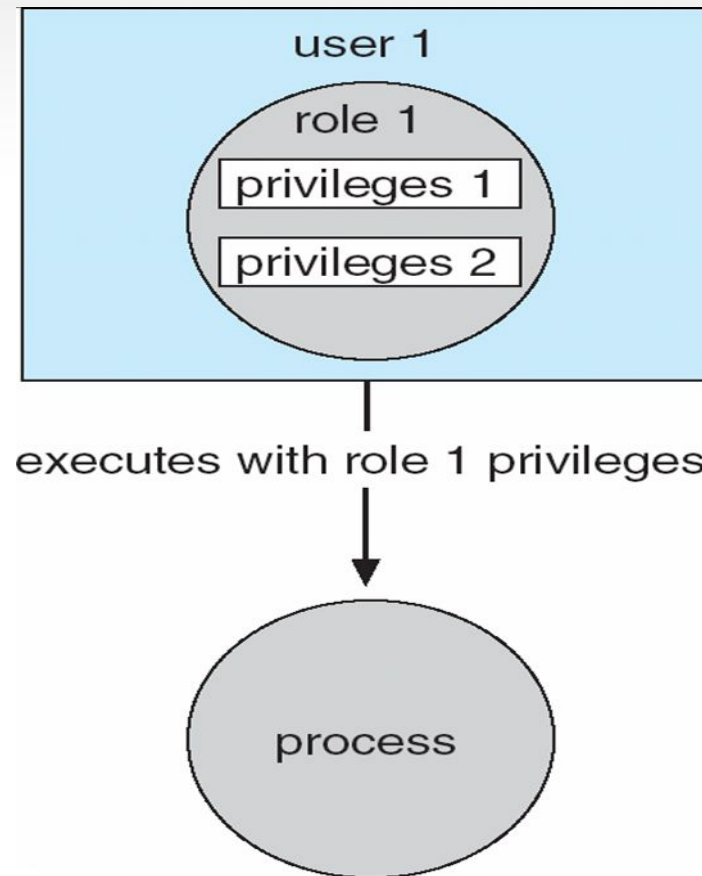 user 1
role 1
privileges 1
privileges 2
executes with role 1 privileges
process